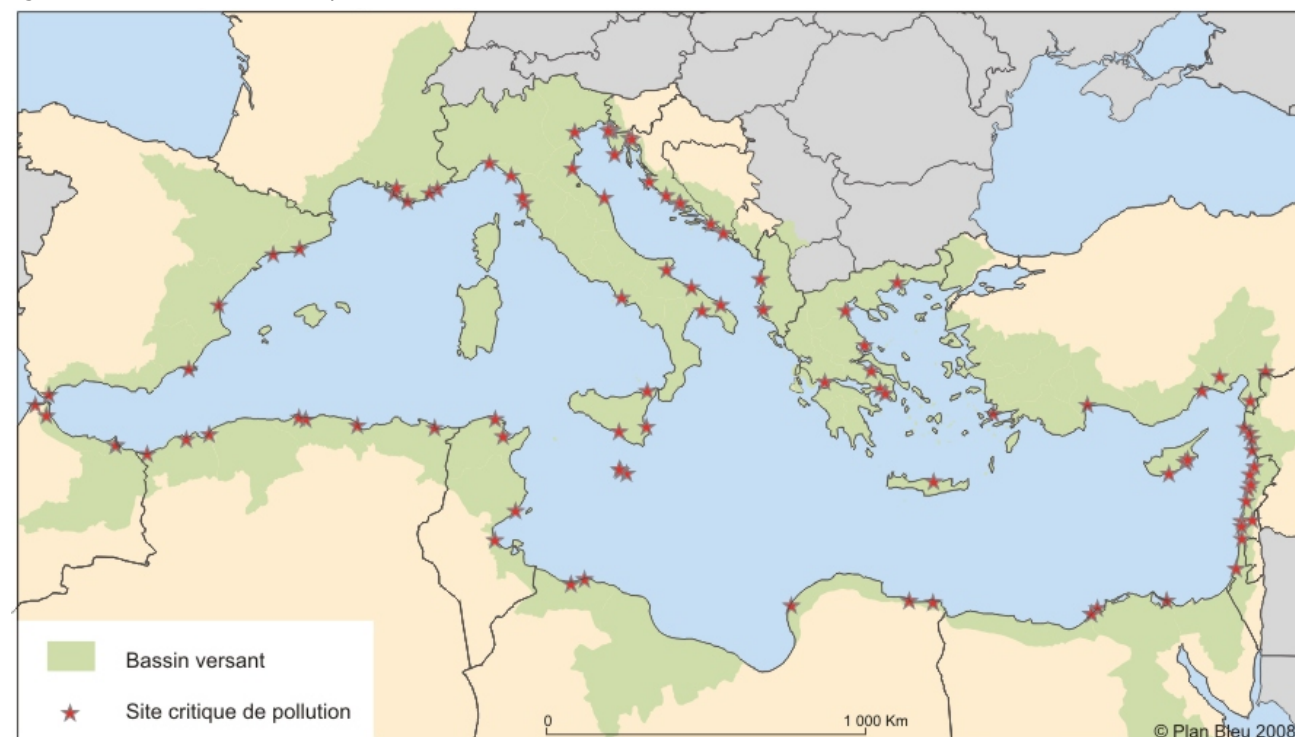 Bassin versant
Site critique de pollution
0 1 000 Km
© Plan Bleu 2008